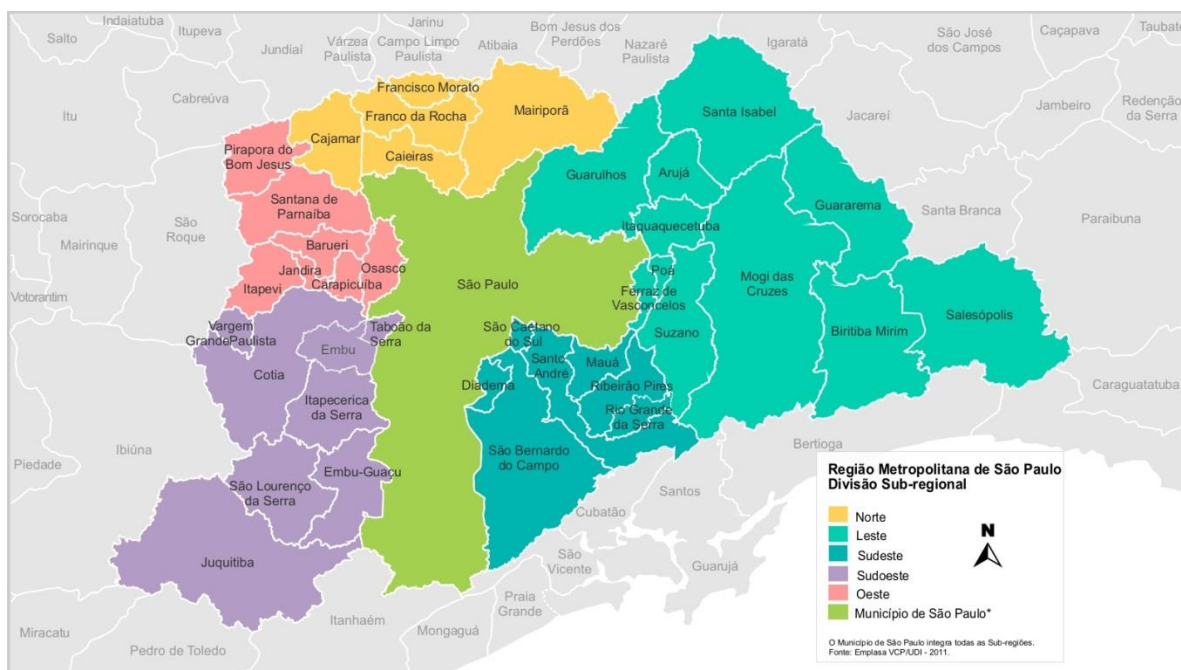 Indaiatuba
Salto
Itupeva
Jundiaí
Várzea
Paulista
Jarinu
Campo Limpo
Paulista
Atibaia
Bom Jesus dos
Perdões
Nazaré
Paulista
Igaratá
São José
dos Campos
Caçapava
Taubaté
Itu
Cabreúva
Francisco Morato
Franco da Rocha
Mairiporã
Cajamar
Caieiras
Santa Isabel
Jacareí
Jambeiro
Redenção
da Serra
Pirapora do
Bom Jesus
Guarulhos
Arujá
Guararema
Santa Branca
Paraibuna
Santana de
Parnaíba
Sorocaba
Mairinque
São
Roque
Itaquaquecetuba
Barueri
Osasco
Jandira
Carapicuíba
Itapevi
São Paulo
Poá
Ferraz de
Vasconcelos
Mogi das
Cruzes
Votorantim
Vargem
Grande Paulista
Taboão da
Serra
Embu
Cotia
São Caetano
do Sul
Santo
André
Mauá
Suzano
Biritiba Mirim
Salesópolis
Diadema
Ribeirão Pires
Rio Grande
da Serra
Caraguatatuba
Itapecerica
da Serra
Ibiúna
Piedade
São Bernardo
do Campo
Bertioga
Embu-Guaçu
São Lourenço
da Serra
Santos
Cubatão
Juquitiba
São
Vicente
Guarujá
Praia
Grande
Itanhaém
Mongaguá
Miracatu
Pedro de Toledo
Região Metropolitana de São Paulo
Divisão Sub-regional
N
Norte
Leste
Sudeste
Sudoeste
Oeste
Município de São Paulo*
O Município de São Paulo integra todas as Sub-regiões.
Fonte: Emplasa VCP/UDI - 2011.